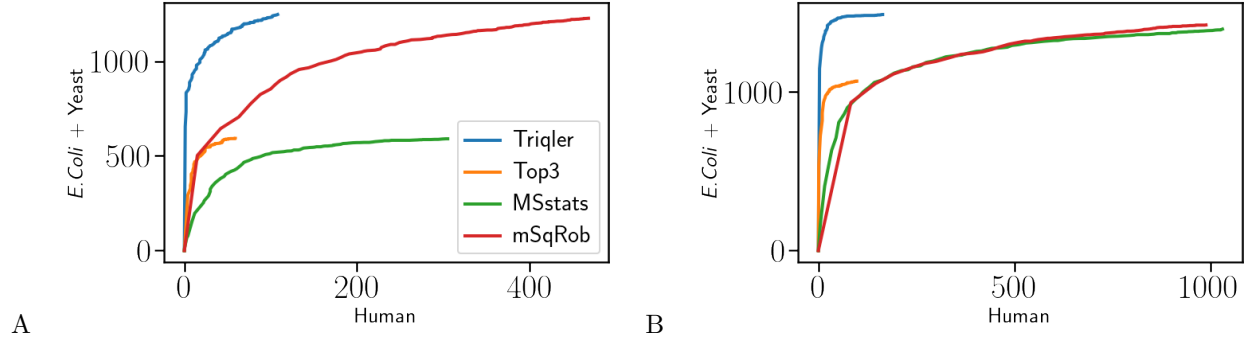 E.Coli + Yeast
1000
500
0
0
200
400
Human
Triqler
Top3
MSstats
mSqRob
A
E.Coli + Yeast
1000
0
0
500
1000
Human
B